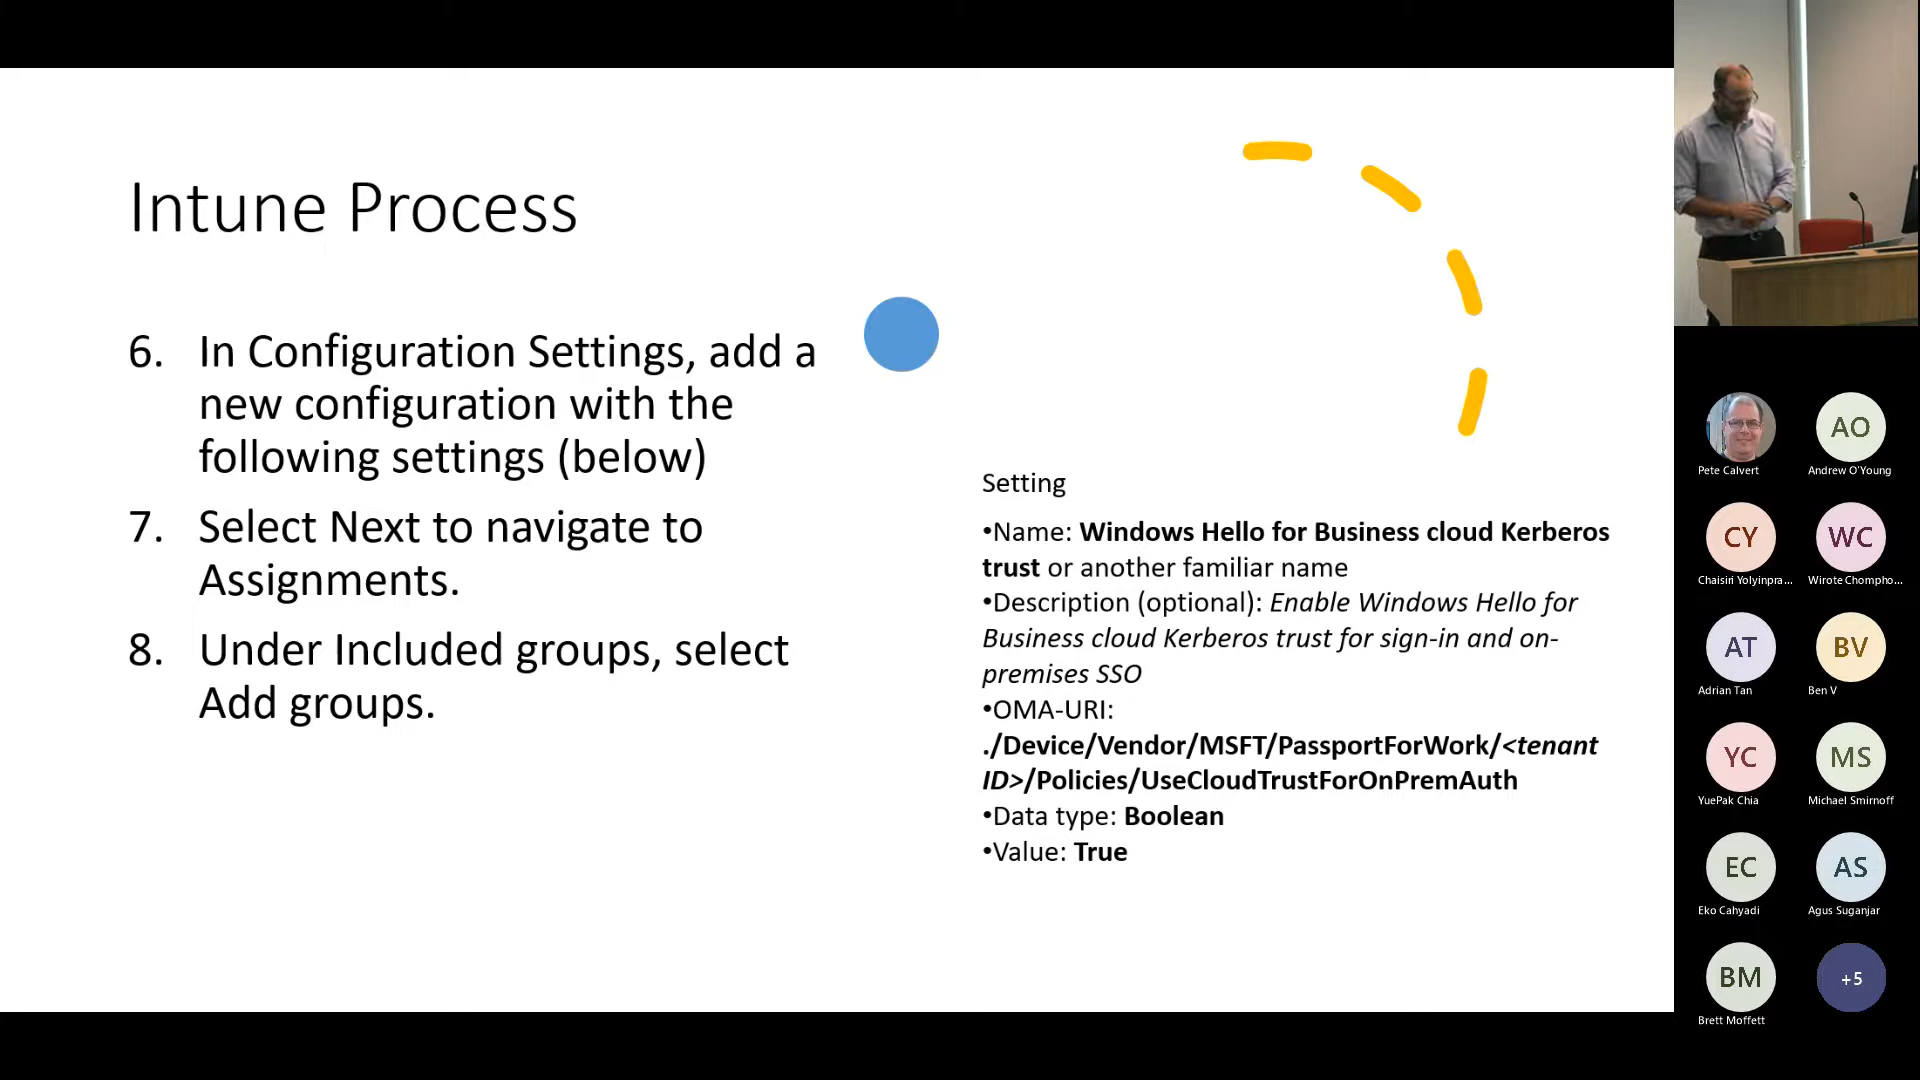 Intune Process
6. In Configuration Settings, add a
new configuration with the
following settings (below)
7. Select Next to navigate to
Assignments.
8. Under Included groups, select
Add groups.
Setting
•Name: Windows Hello for Business cloud Kerberos
trust or another familiar name
•Description (optional): Enable Windows Hello for
Business cloud Kerberos trust for sign-in and on-
premises SSO
•OMA-URI:
./Device/Vendor/MSFT/PassportForWork/<tenant
ID>/Policies/UseCloudTrustForOnPremAuth
•Data type: Boolean
•Value: True
Pete Calvert
AO
Andrew O'Young
CY
Chaisiri Yolyinpra...
WC
Wirote Chompho...
AT
Adrian Tan
BV
Ben V
YC
YuePak Chia
MS
Michael Smirnoff
EC
Eko Cahyadi
AS
Agus Suganjar
BM
Brett Moffett
+5